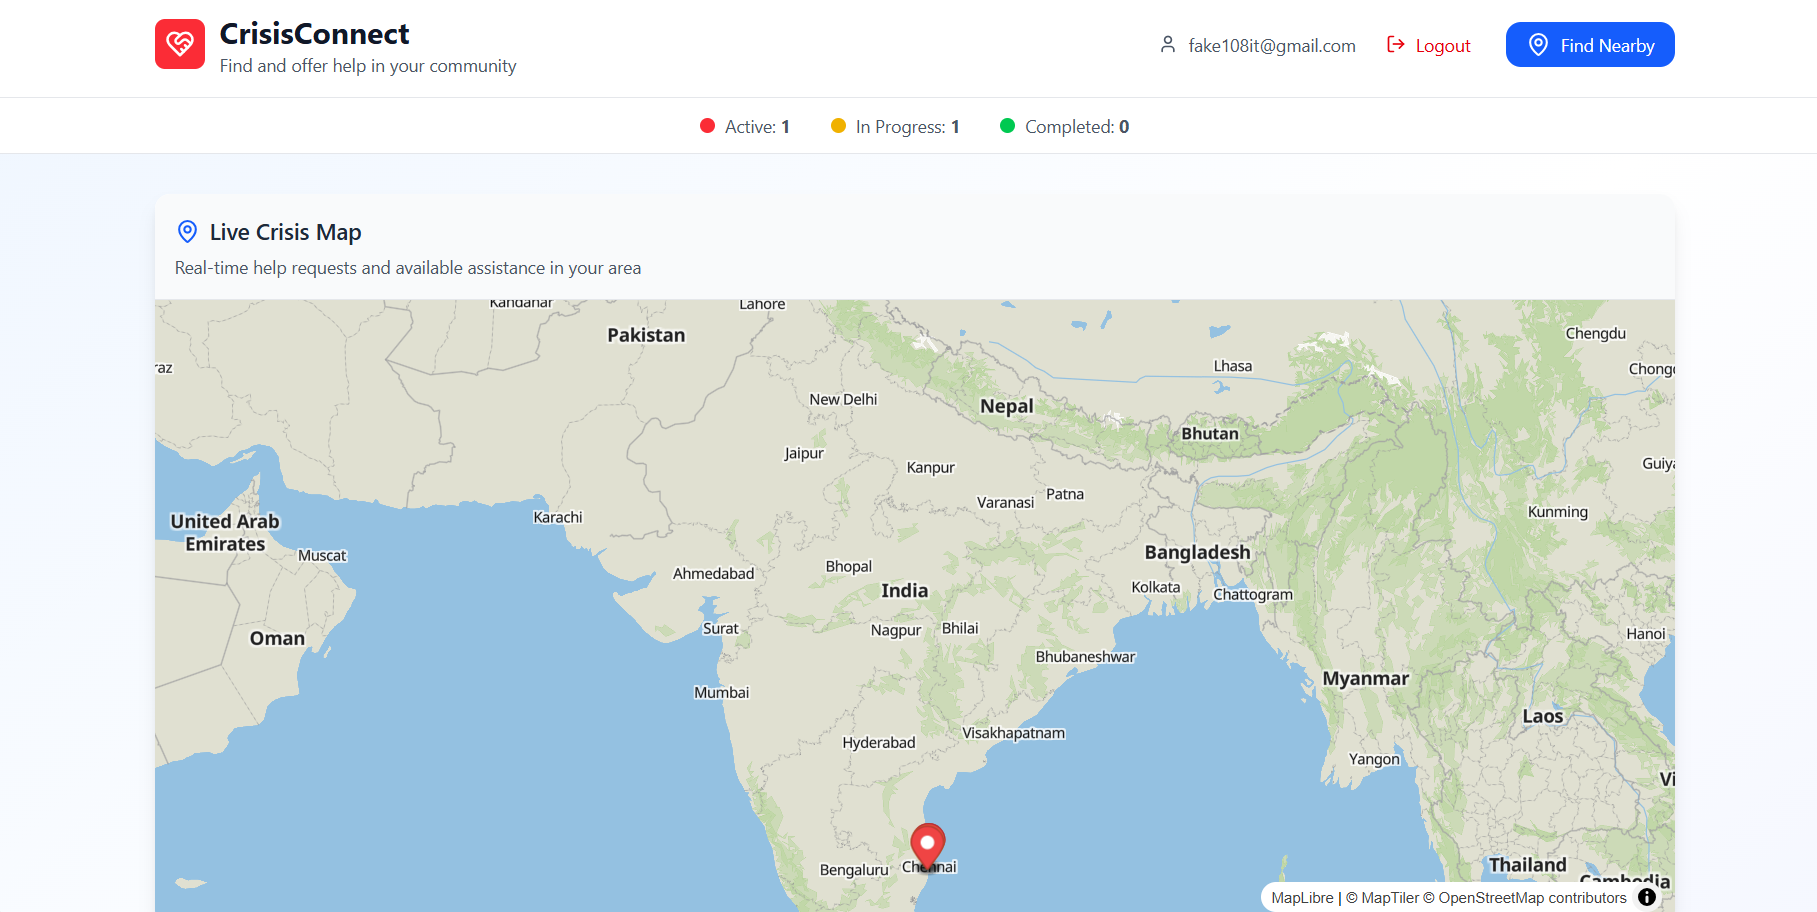 CrisisConnect
Find and offer help in your community
fake108it@gmail.com
Logout
Find Nearby
Active: 1
In Progress: 1
Completed: 0
Live Crisis Map
Real-time help requests and available assistance in your area
Kandahar
Lahore
Pakistan
Chengdu
raz
Lhasa
Chong
New Delhi
Nepal
Bhutan
Jaipur
Kanpur
Guiya
Patna
Varanasi
Karachi
Kunming
United Arab
Emirates
Muscat
Bangladesh
Ahmedabad
Bhopal
Kolkata
India
Chattogram
Surat
Nagpur
Bhilai
Hanoi
Oman
Bhubaneshwar
Myanmar
Mumbai
Laos
Visakhapatnam
Hyderabad
Yangon
Vi
Bengaluru
Chennai
Thailand
Cambodia
MapLibre | © MapTiler © OpenStreetMap contributors